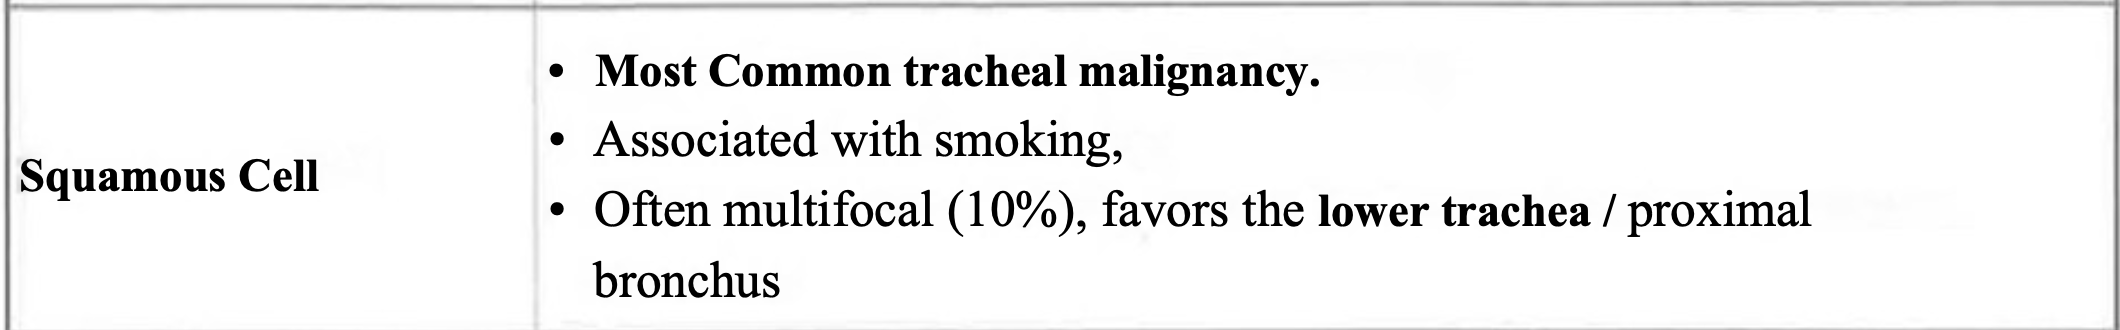 Squamous Cell
• Most Common tracheal malignancy.
• Associated with smoking,
• Often multifocal (10%), favors the lower trachea / proximal
bronchus